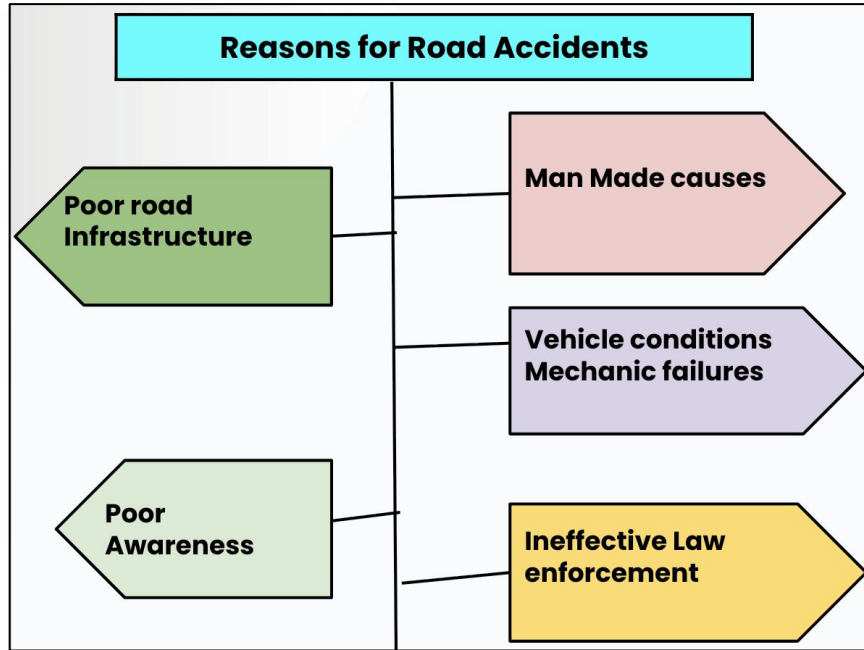 Reasons for Road Accidents
Man Made causes
Poor road
Infrastructure
Vehicle conditions
Mechanic failures
Poor
Awareness
Ineffective Law
enforcement